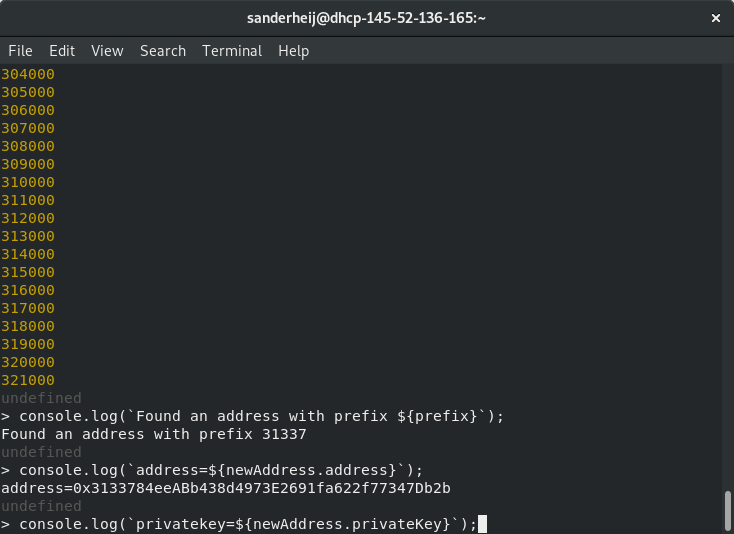 sanderheij@dhcp-145-52-136-165:~
File Edit View Search Terminal Help
304000
305000
306000
307000
308000
309000
310000
311000
312000
313000
314000
315000
316000
317000
318000
319000
320000
321000
undefined
> console.log(`Found an address with prefix ${prefix}`);
Found an address with prefix 31337
undefined
> console.log(`address=${newAddress.address}`);
address=0x3133784eeABb438d4973E2691fa622f77347Db2b
undefined
> console.log(`privatekey=${newAddress.privateKey}`);